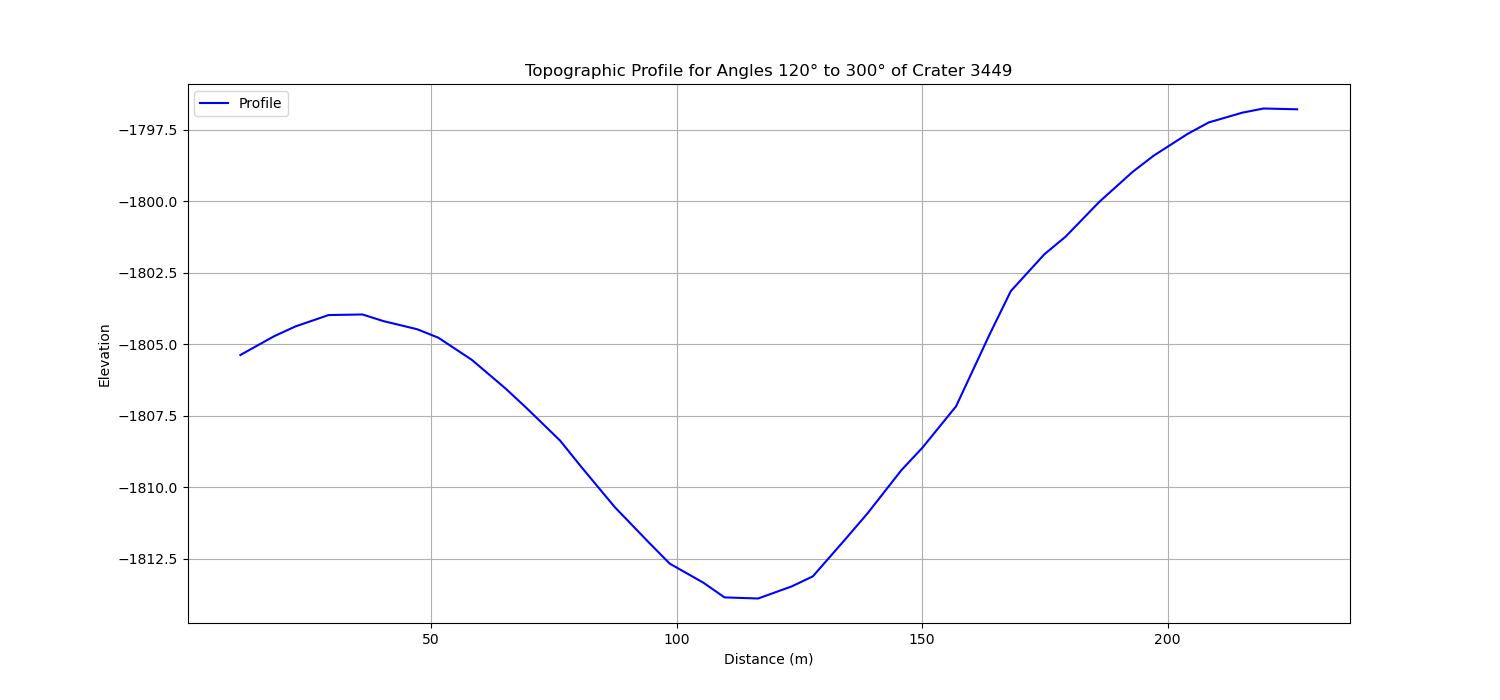 Topographic Profile for Angles 120° to 300° of Crater 3449
Profile
−1797.5
−1800.0
−1802.5
−1805.0
−1807.5
−1810.0
−1812.5
Elevation
50 100 150 200
Distance (m)